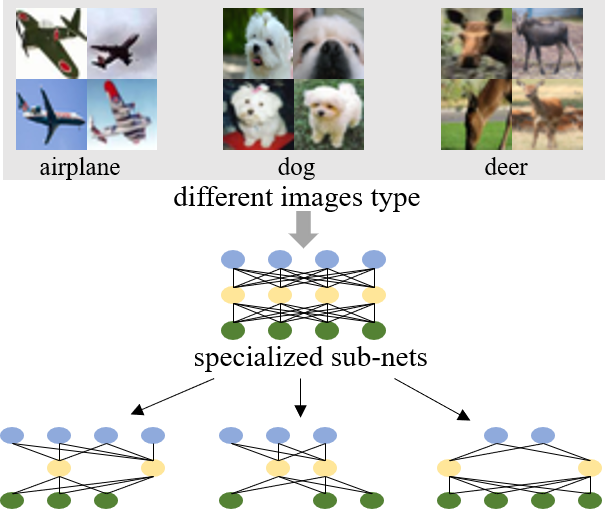 airplane
dog
deer
different images type
specialized sub-nets